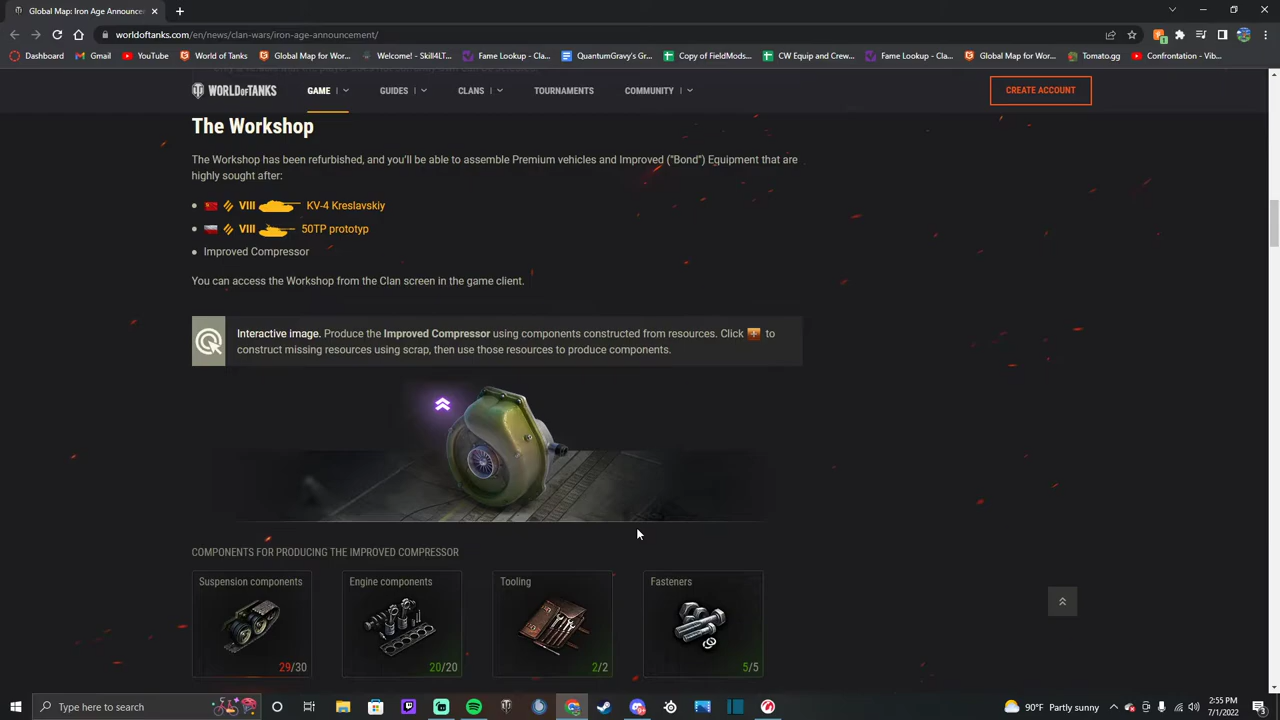 Global Map: Iron Age Announcem
worldoftanks.com/en/news/clan-wars/iron-age-announcement/
Dashboard
Gmail
YouTube
Global Map for Wor...
Welcome! - Skill4LT...
Fame Lookup - Cla...
QuantumGravy's Gr...
Copy of FieldMods...
CW Equip and Crew...
Fame Lookup - Cla...
Global Map for Wor...
Tomato.gg
Confrontation - Vib...
WORLD OF TANKS
GAME
GUIDES
CLANS
TOURNAMENTS
COMMUNITY
CREATE ACCOUNT
The Workshop
The Workshop has been refurbished, and you'll be able to assemble Premium vehicles and Improved ("Bond") Equipment that are
highly sought after:
VIII KV-4 Kreslavskiy
VIII 50TP prototyp
Improved Compressor
You can access the Workshop from the Clan screen in the game client.
Interactive image. Produce the Improved Compressor using components constructed from resources. Click to
construct missing resources using scrap, then use those resources to produce components.
COMPONENTS FOR PRODUCING THE IMPROVED COMPRESSOR
Suspension components
29/30
Engine components
20/20
Tooling
2/2
Fasteners
5/5
Type here to search
90°F Partly sunny
2:55 PM
7/1/2022